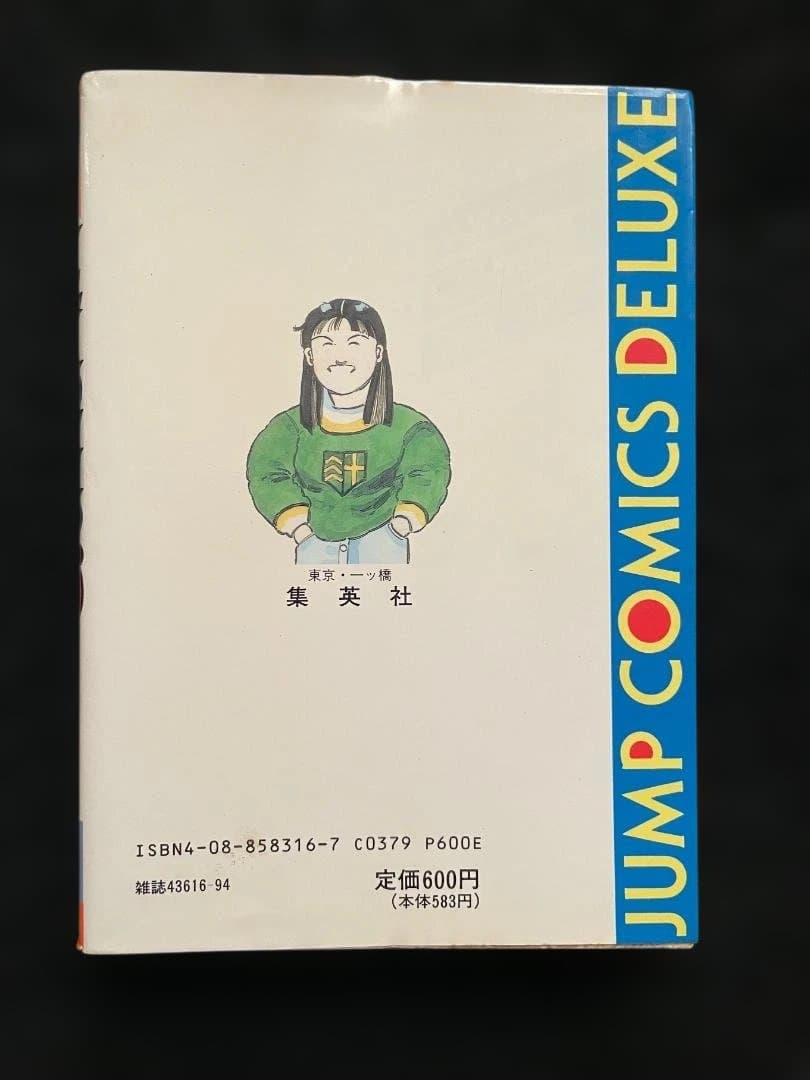 JUMP COMICS DELUXE
東京・一ッ橋
集英社
ISBN4-08-858316-7 C0379 P600E
雑誌43616-94
定価600円
(本体583円)